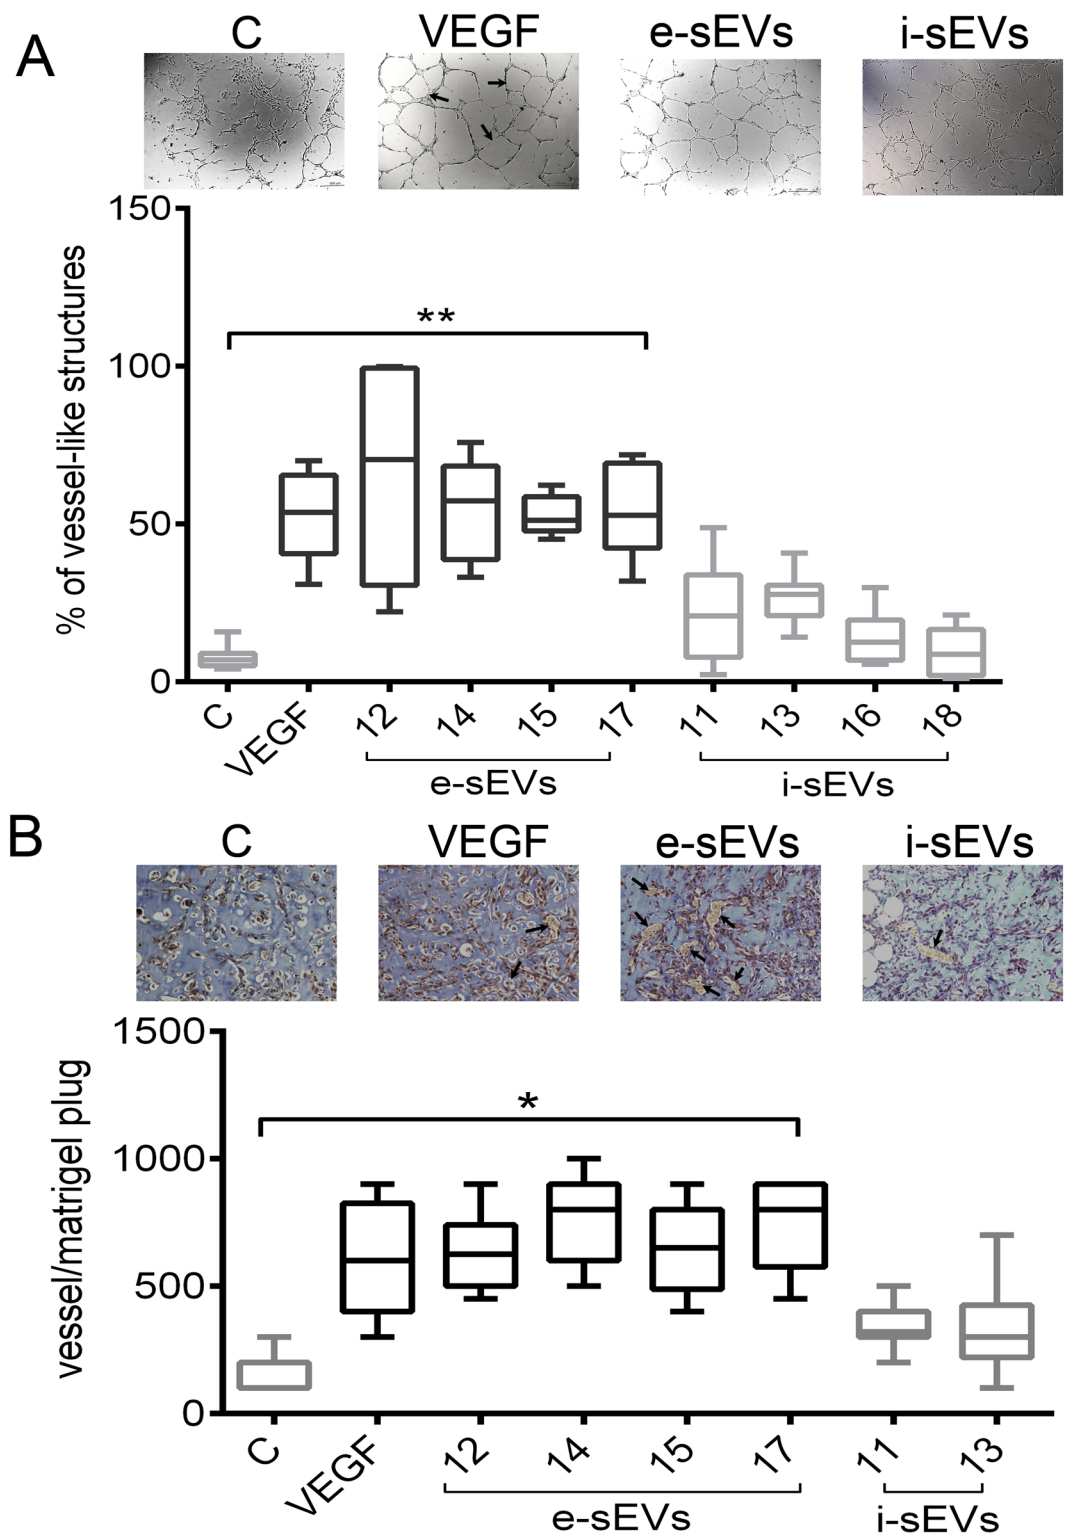 A
C VEGF e-sEVs i-sEVs
150
**
100
50
0
% of vessel-like structures
C VEGF 12 14 15 17 11 13 16 18
e-sEVs i-sEVs
B
C VEGF e-sEVs i-sEVs
1500
*
1000
500
0
vessel/matrigel plug
C VEGF 12 14 15 17 11 13
e-sEVs i-sEVs